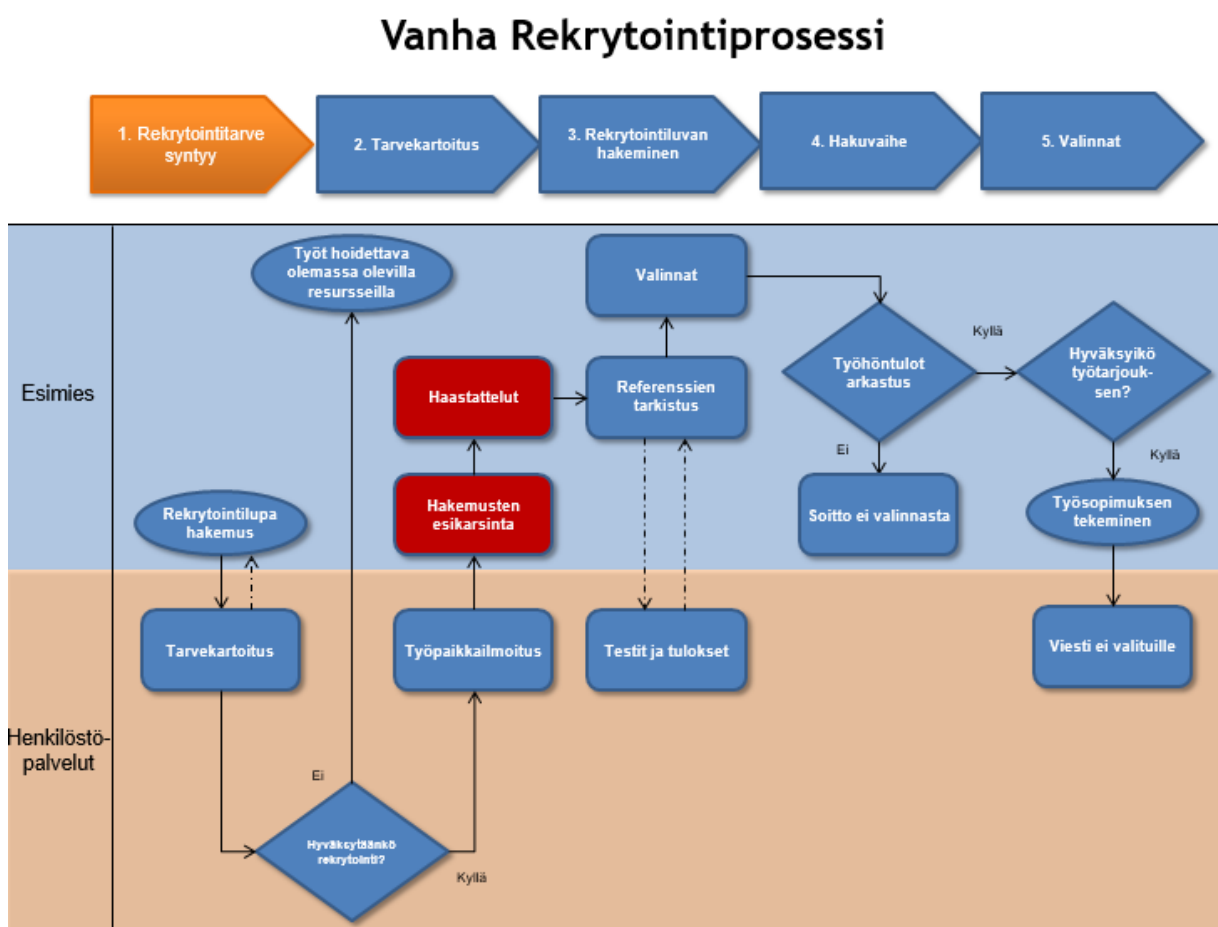 Vanha Rekrytointiprosessi
1. Rekrytointitarve
syntyy
2. Tarvekartoitus
3. Rekrytointiluvan
hakeminen
4. Hakuvaihe
5. Valinnat
Esimies
Työt hoidettava
olemassa olevilla
resursseilla
Valinnat
Kyllä
Haastattelut
Referenssien
tarkistus
Työhöntulot
arkastus
Hyväksyikö
työtarjouk-
sen?
Ei
Kyllä
Rekrytointilupa
hakemus
Hakemusten
esikarsinta
Soitto ei valinnasta
Työsopimuksen
tekeminen
Henkilöstö-
palvelut
Tarvekartoitus
Työpaikkailmoitus
Testit ja tulokset
Viesti ei valituille
Ei
Hyväksytäänkö
rekrytointi?
Kyllä